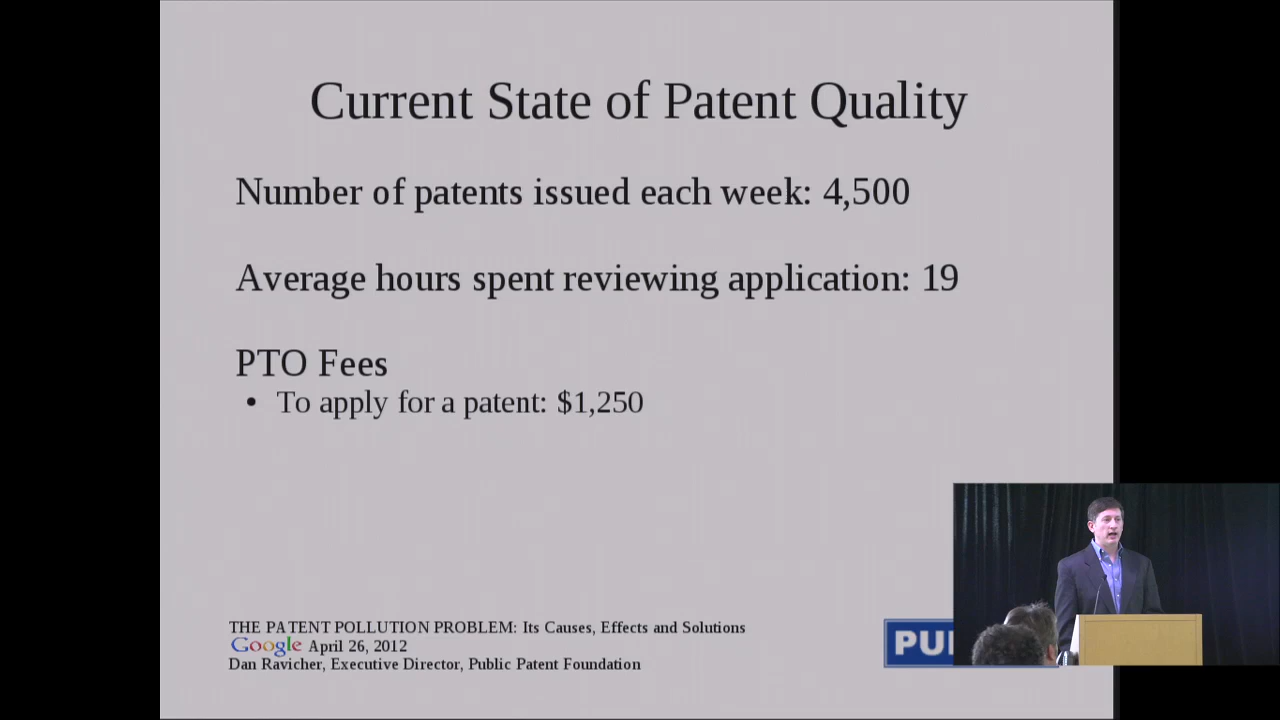 Current State of Patent Quality
Number of patents issued each week: 4,500
Average hours spent reviewing application: 19
PTO Fees
• To apply for a patent: $1,250
THE PATENT POLLUTION PROBLEM: Its Causes, Effects and Solutions
Google April 26, 2012
Dan Ravicher, Executive Director, Public Patent Foundation